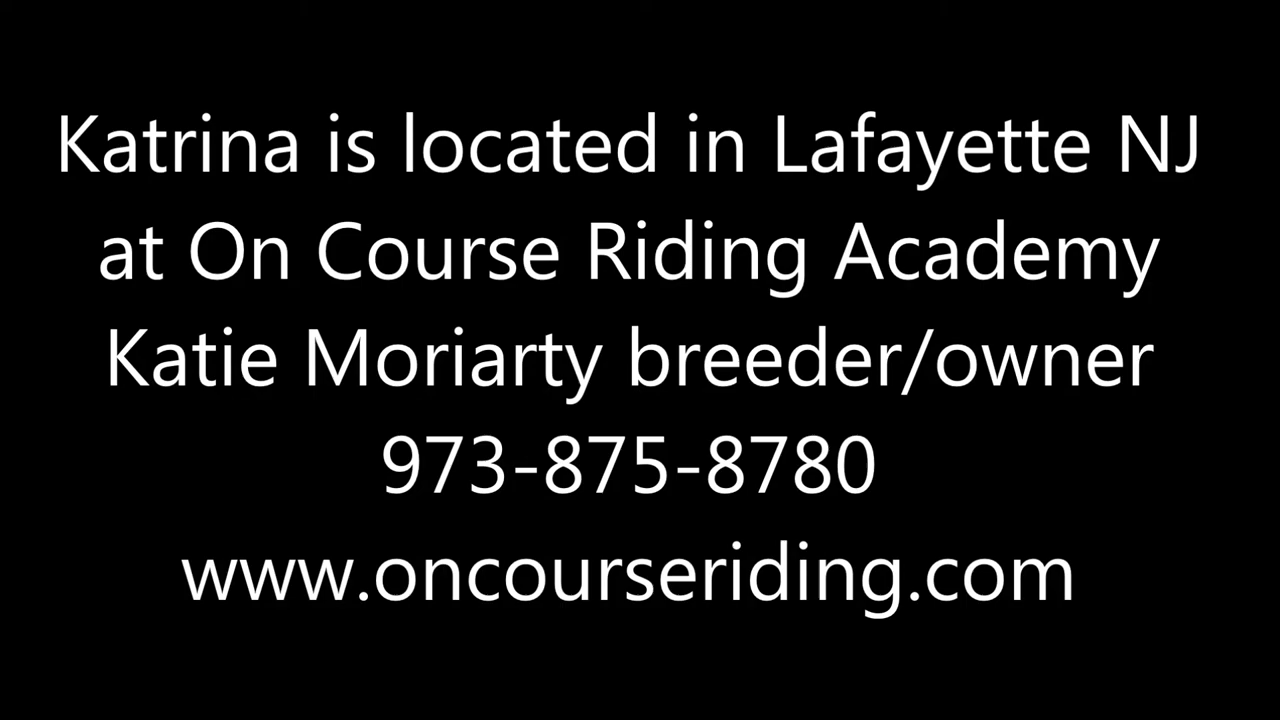 Katrina is located in Lafayette NJ
at On Course Riding Academy
Katie Moriarty breeder/owner
973-875-8780
www.oncourseriding.com